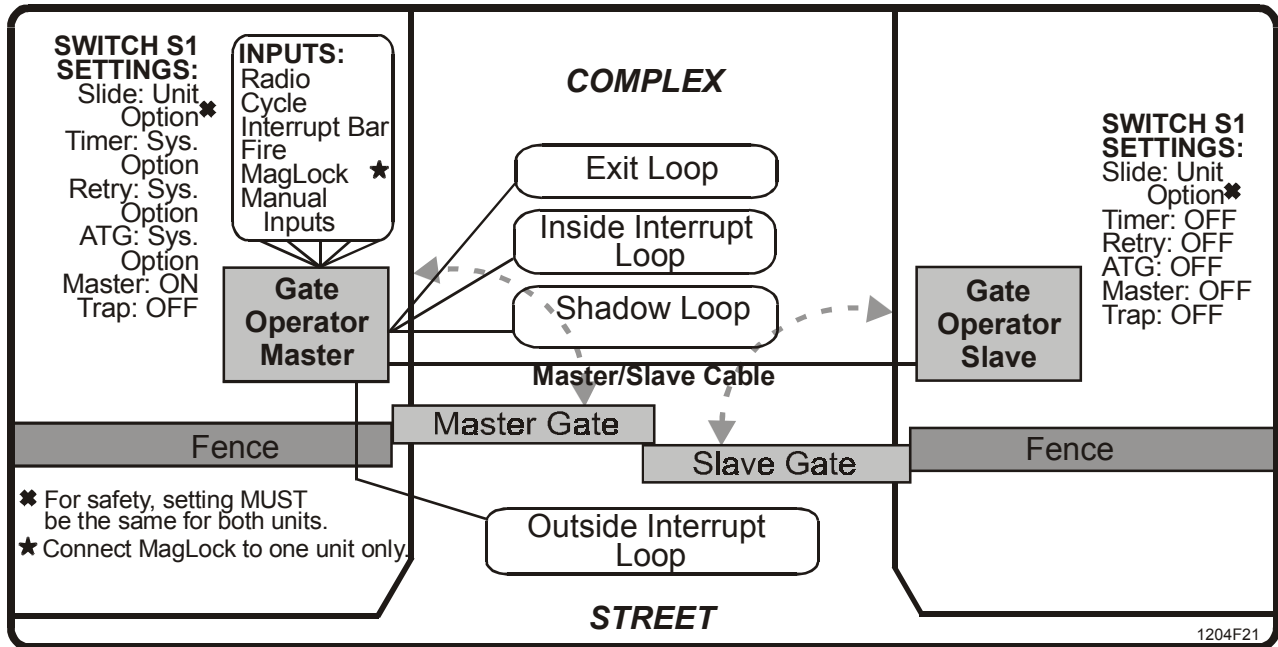 SWITCH S1
SETTINGS:
Slide: Unit
Option✖
Timer: Sys.
Option
Retry: Sys.
Option
ATG: Sys.
Option
Master: ON
Trap: OFF
INPUTS:
Radio
Cycle
Interrupt Bar
Fire
MagLock ★
Manual
Inputs
COMPLEX
Exit Loop
Inside Interrupt
Loop
Shadow Loop
SWITCH S1
SETTINGS:
Slide: Unit
Option✖
Timer: OFF
Retry: OFF
ATG: OFF
Master: OFF
Trap: OFF
Gate
Operator
Master
Gate
Operator
Slave
Master/Slave Cable
Master Gate
Slave Gate
Fence
Fence
✖ For safety, setting MUST
be the same for both units.
★ Connect MagLock to one unit only.
Outside Interrupt
Loop
STREET
1204F21